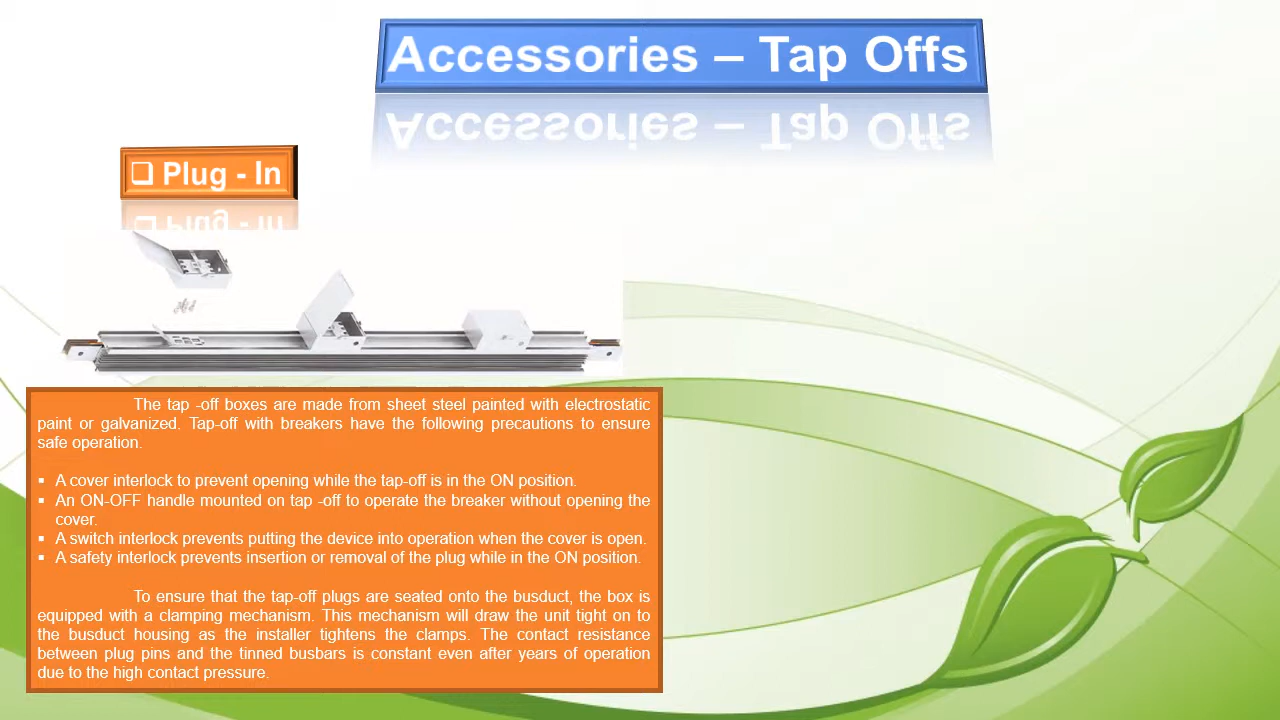 Accessories – Tap Offs
❑ Plug - In
The tap -off boxes are made from sheet steel painted with electrostatic
paint or galvanized. Tap-off with breakers have the following precautions to ensure
safe operation.
▪ A cover interlock to prevent opening while the tap-off is in the ON position.
▪ An ON-OFF handle mounted on tap -off to operate the breaker without opening the
cover.
▪ A switch interlock prevents putting the device into operation when the cover is open.
▪ A safety interlock prevents insertion or removal of the plug while in the ON position.
To ensure that the tap-off plugs are seated onto the busduct, the box is
equipped with a clamping mechanism. This mechanism will draw the unit tight on to
the busduct housing as the installer tightens the clamps. The contact resistance
between plug pins and the tinned busbars is constant even after years of operation
due to the high contact pressure.